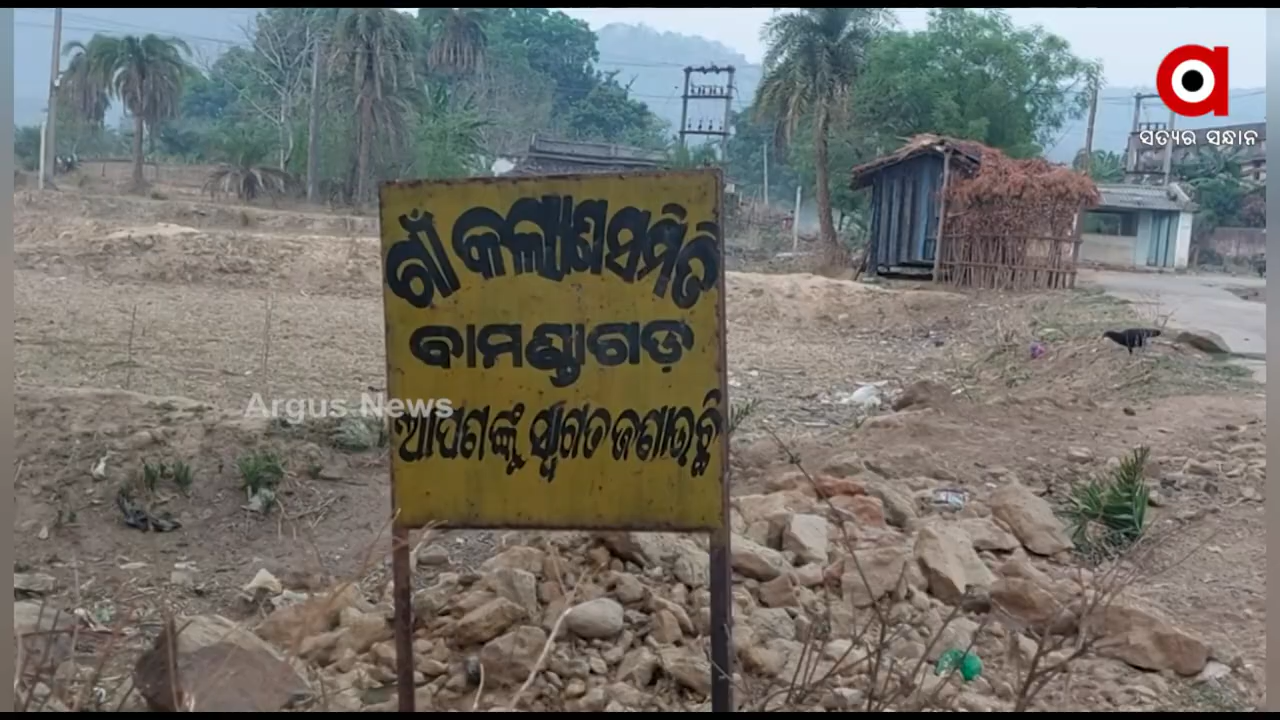 ସତ୍ୟର ସନ୍ଧାନ
ଗାଁ କଲ୍ୟାଣ ସମିତି
ବାମଣ୍ଡାଗଡ଼
Argus News
ଆପଣଙ୍କୁ ସ୍ୱାଗତ ଜଣାଉଛି